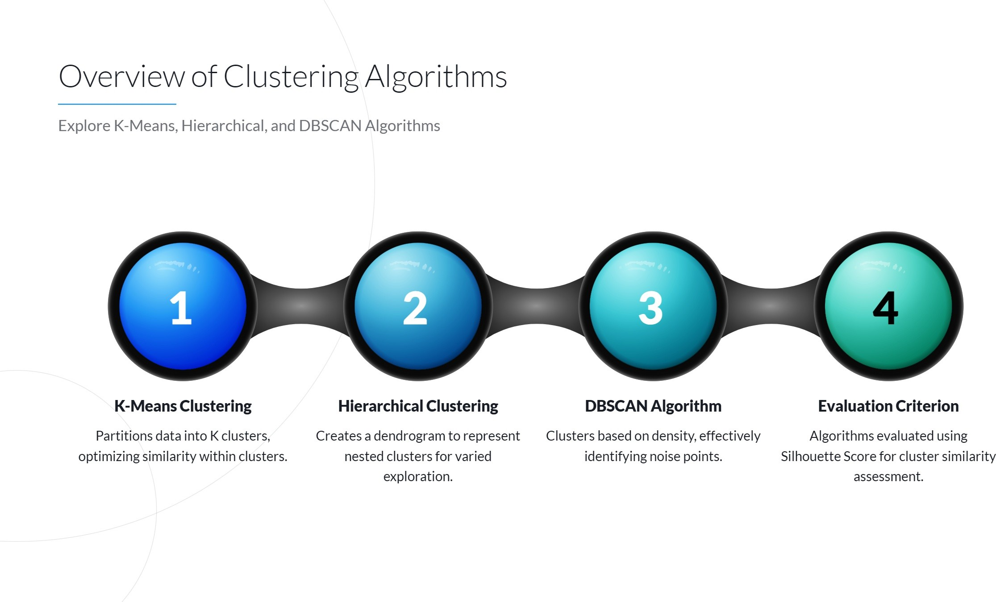 Overview of Clustering Algorithms
Explore K-Means, Hierarchical, and DBSCAN Algorithms
1
2
3
4
K-Means Clustering
Partitions data into K clusters,
optimizing similarity within clusters.
Hierarchical Clustering
Creates a dendrogram to represent
nested clusters for varied
exploration.
DBSCAN Algorithm
Clusters based on density, effectively
identifying noise points.
Evaluation Criterion
Algorithms evaluated using
Silhouette Score for cluster similarity
assessment.